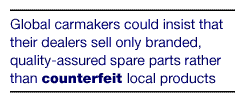 Global carmakers could insist that
their dealers sell only branded,
quality-assured spare parts rather
than counterfeit local products